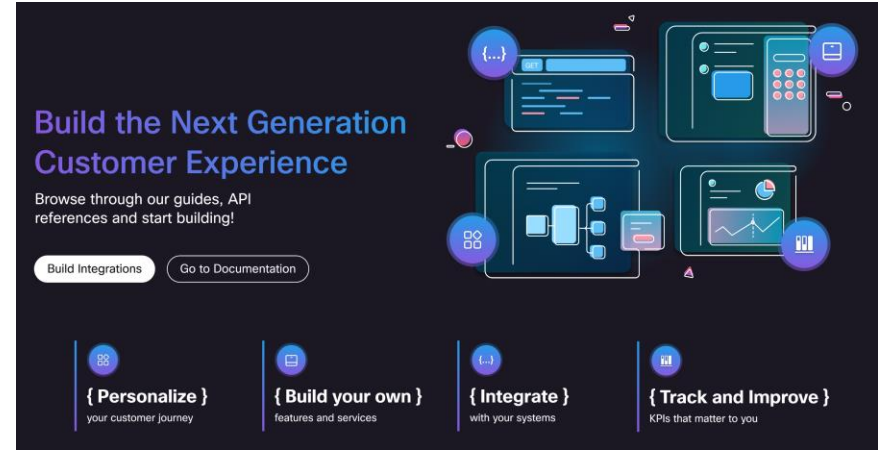 {...}
GET
Build the Next Generation
Customer Experience
Browse through our guides, API
references and start building!
Build Integrations
Go to Documentation
{...}
{ Personalize }
your customer journey
{ Build your own }
features and services
{ Integrate }
with your systems
{ Track and Improve }
KPIs that matter to you